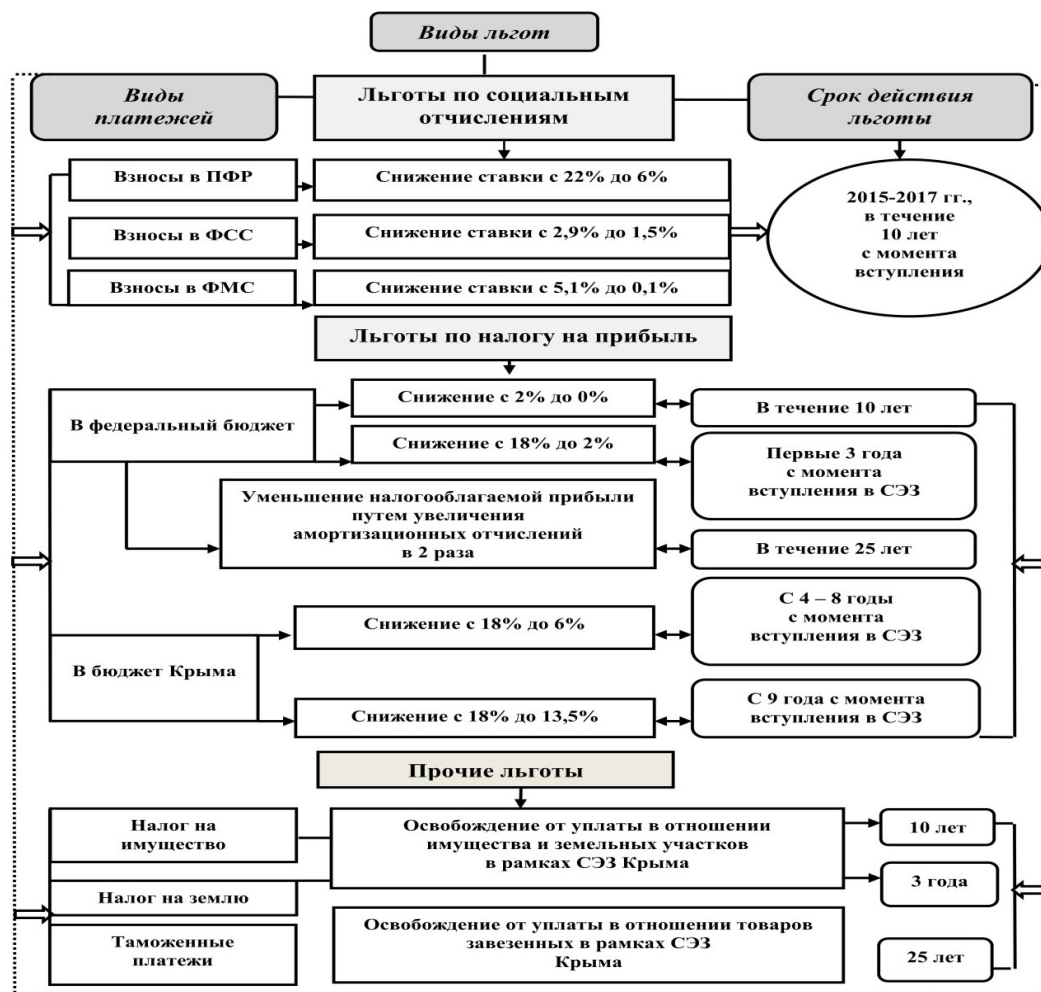 Виды льгот
Виды
платежей
Льготы по социальным
отчислениям
Срок действия
льготы
Взносы в ПФР
Снижение ставки с 22% до 6%
Взносы в ФСС
Снижение ставки с 2,9% до 1,5%
Взносы в ФМС
Снижение ставки с 5,1% до 0,1%
2015-2017 гг.,
в течение
10 лет
с момента
вступления
Льготы по налогу на прибыль
В федеральный бюджет
Снижение с 2% до 0%
В течение 10 лет
Снижение с 18% до 2%
Первые 3 года
с момента
вступления в СЭЗ
Уменьшение налогооблагаемой прибыли
путем увеличения
амортизационных отчислений
в 2 раза
В течение 25 лет
В бюджет Крыма
Снижение с 18% до 6%
С 4 – 8 годы
с момента
вступления в СЭЗ
Снижение с 18% до 13,5%
С 9 года с момента
вступления в СЭЗ
Прочие льготы
Налог на
имущество
Освобождение от уплаты в отношении
имущества и земельных участков
в рамках СЭЗ Крыма
10 лет
Налог на землю
3 года
Таможенные
платежи
Освобождение от уплаты в отношении товаров
завезенных в рамках СЭЗ
Крыма
25 лет